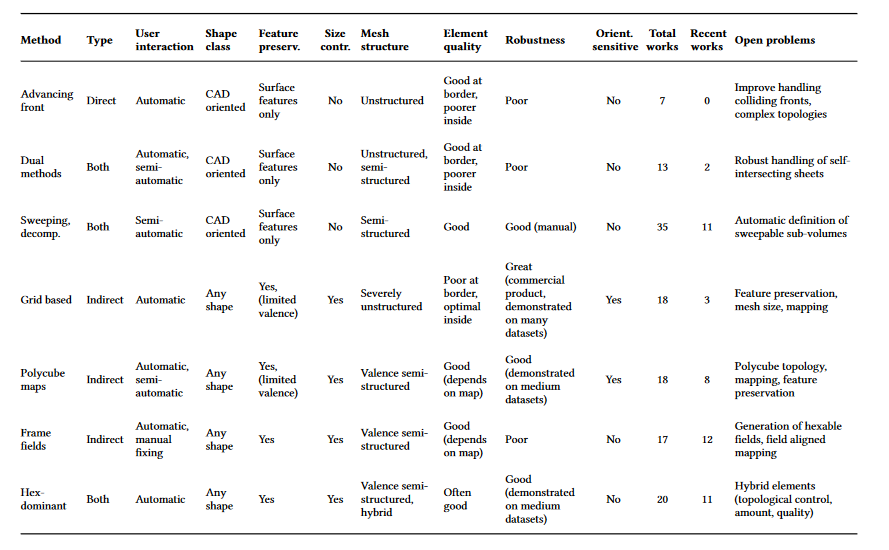 Method Type User interaction Shape class Feature preserv. Size contr. Mesh structure Element quality Robustness Orient. sensitive Total works Recent works Open problems
Advancing front Direct Automatic CAD oriented Surface features only No Unstructured Good at border, poorer inside Poor No 7 0 Improve handling colliding fronts, complex topologies
Dual methods Both Automatic, semi-automatic CAD oriented Surface features only No Unstructured, semi-structured Good at border, poorer inside Poor No 13 2 Robust handling of self-intersecting sheets
Sweeping, decomp. Both Semi-automatic CAD oriented Surface features only No Semi-structured Good Good (manual) No 35 11 Automatic definition of sweepable sub-volumes
Grid based Indirect Automatic Any shape Yes, (limited valence) Yes Severely unstructured Poor at border, optimal inside Great (commercial product, demonstrated on many datasets) Yes 18 3 Feature preservation, mesh size, mapping
Polycube maps Indirect Automatic, semi-automatic Any shape Yes, (limited valence) Yes Valence semi-structured Good (depends on map) Good (demonstrated on medium datasets) Yes 18 8 Polycube topology, mapping, feature preservation
Frame fields Indirect Automatic, manual fixing Any shape Yes Yes Valence semi-structured Good (depends on map) Poor No 17 12 Generation of hexable fields, field aligned mapping
Hex-dominant Both Automatic Any shape Yes Yes Valence semi-structured, hybrid Often good Good (demonstrated on medium datasets) No 20 11 Hybrid elements (topological control, amount, quality)